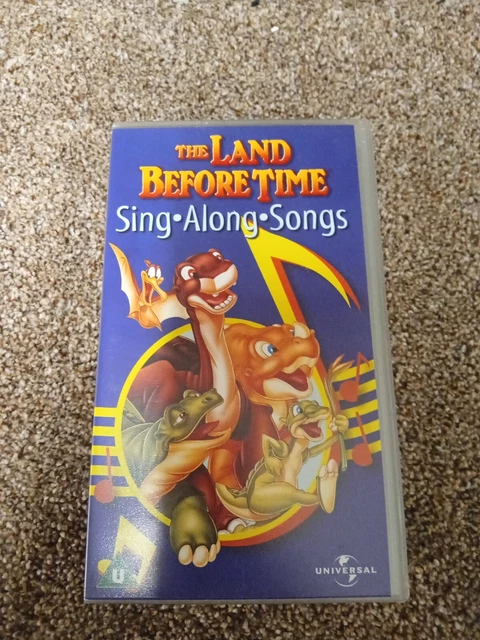 THE LAND
BEFORE TIME
Sing•Along•Songs
U
UNIVERSAL